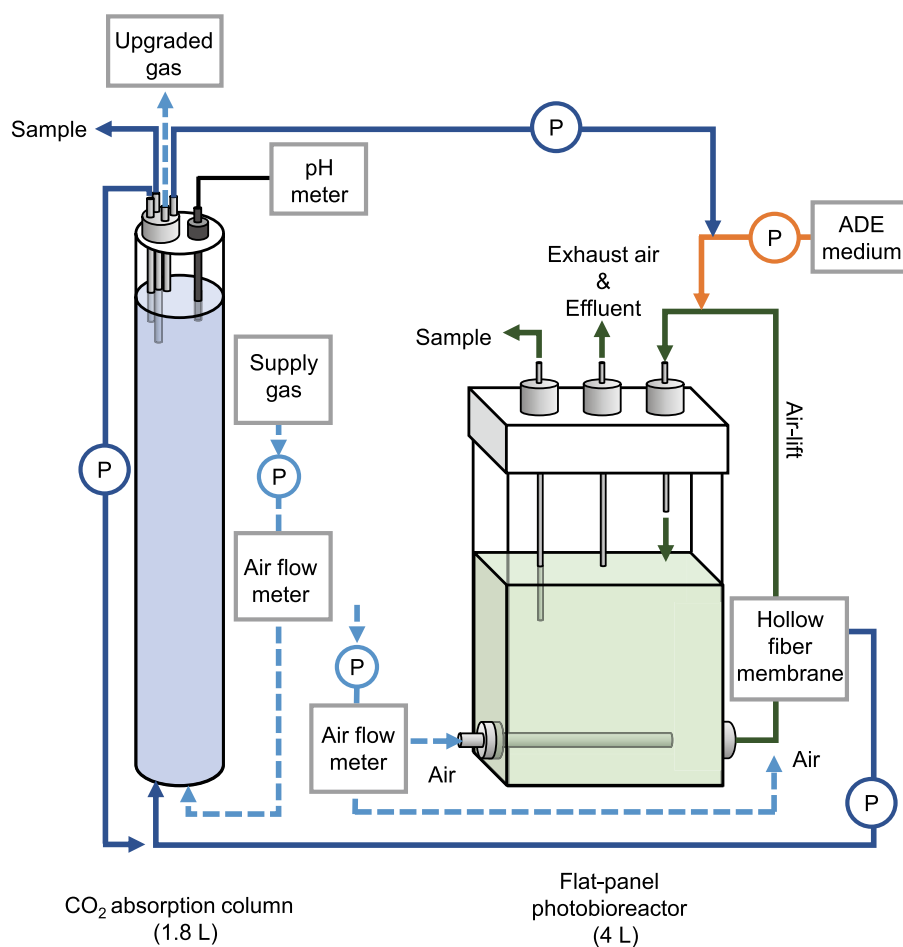 Upgraded
gas
Sample
P
pH
meter
P
ADE
medium
Exhaust air
&
Effluent
Sample
Supply
gas
Air-lift
P
P
Air flow
meter
Hollow
fiber
membrane
P
Air flow
meter
Air
Air
P
CO₂ absorption column
(1.8 L)
Flat-panel
photobioreactor
(4 L)